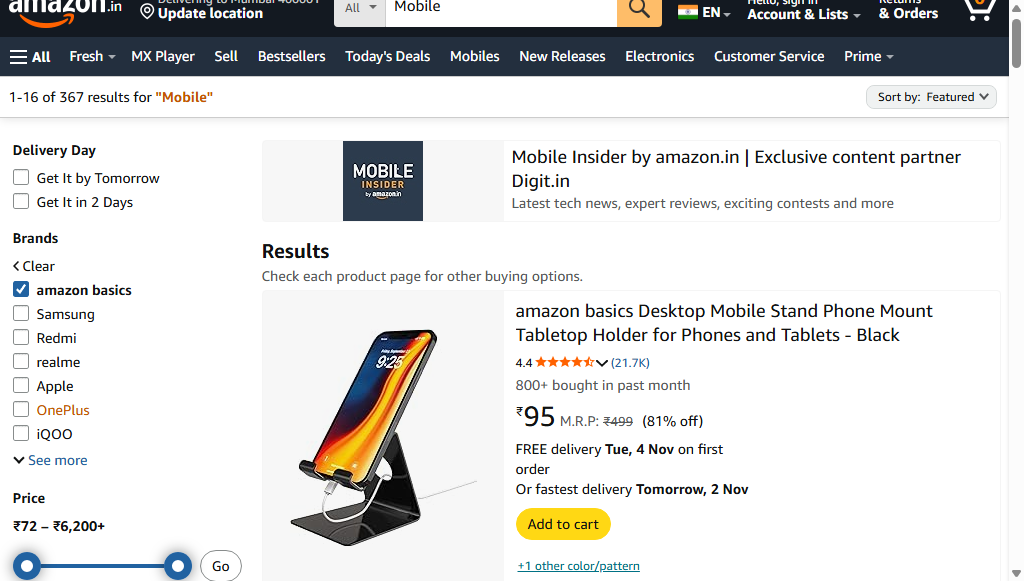 amazon.in
Delivering to Mumbai 400001
Update location
All
Mobile
EN
Hello, sign in
Account & Lists
Returns
& Orders
0
All
Fresh
MX Player
Sell
Bestsellers
Today's Deals
Mobiles
New Releases
Electronics
Customer Service
Prime
1-16 of 367 results for "Mobile"
Sort by: Featured
Delivery Day
Get It by Tomorrow
Get It in 2 Days
Brands
Clear
amazon basics
Samsung
Redmi
realme
Apple
OnePlus
iQOO
See more
Price
₹72 – ₹6,200+
Go
MOBILE
INSIDER
by amazon.in
Mobile Insider by amazon.in | Exclusive content partner
Digit.in
Latest tech news, expert reviews, exciting contests and more
Results
Check each product page for other buying options.
9:25
amazon basics Desktop Mobile Stand Phone Mount
Tabletop Holder for Phones and Tablets - Black
4.4 (21.7K)
800+ bought in past month
₹95 M.R.P: ₹499 (81% off)
FREE delivery Tue, 4 Nov on first
order
Or fastest delivery Tomorrow, 2 Nov
Add to cart
+1 other color/pattern